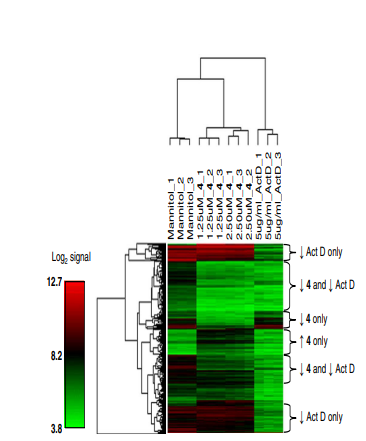 Mannitol_1
Mannitol_2
Mannitol_3
1.25uM_4_1
1.25uM_4_2
1.25uM_4_3
2.50uM_4_1
2.50uM_4_3
2.50uM_4_2
5ug/ml_ActD_1
5ug/ml_ActD_2
5ug/ml_ActD_3
Log₂ signal
12.7
8.2
3.8
↓ Act D only
↓ 4 and ↓ Act D
↓ 4 only
↑ 4 only
↓ 4 and ↓ Act D
↓ Act D only